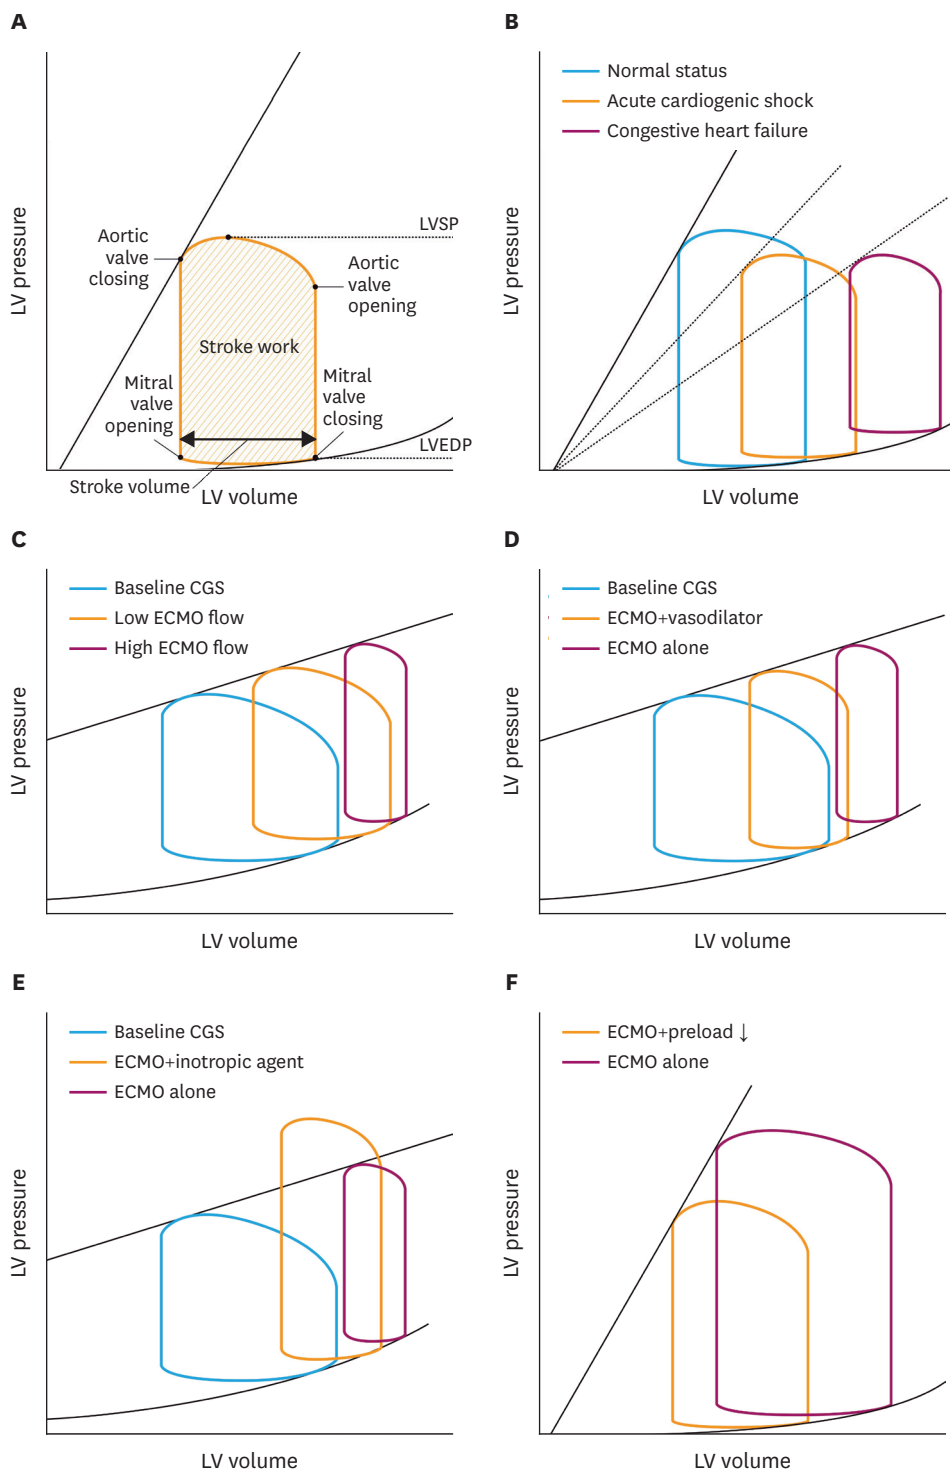 A
LV pressure
LVSP
Aortic
valve
closing
Aortic
valve
opening
Stroke work
Mitral
valve
opening
Mitral
valve
closing
LVEDP
Stroke volume
LV volume
B
Normal status
Acute cardiogenic shock
Congestive heart failure
LV pressure
LV volume
C
Baseline CGS
Low ECMO flow
High ECMO flow
LV pressure
LV volume
D
Baseline CGS
ECMO+vasodilator
ECMO alone
LV pressure
LV volume
E
Baseline CGS
ECMO+inotropic agent
ECMO alone
LV pressure
LV volume
F
ECMO+preload ↓
ECMO alone
LV pressure
LV volume